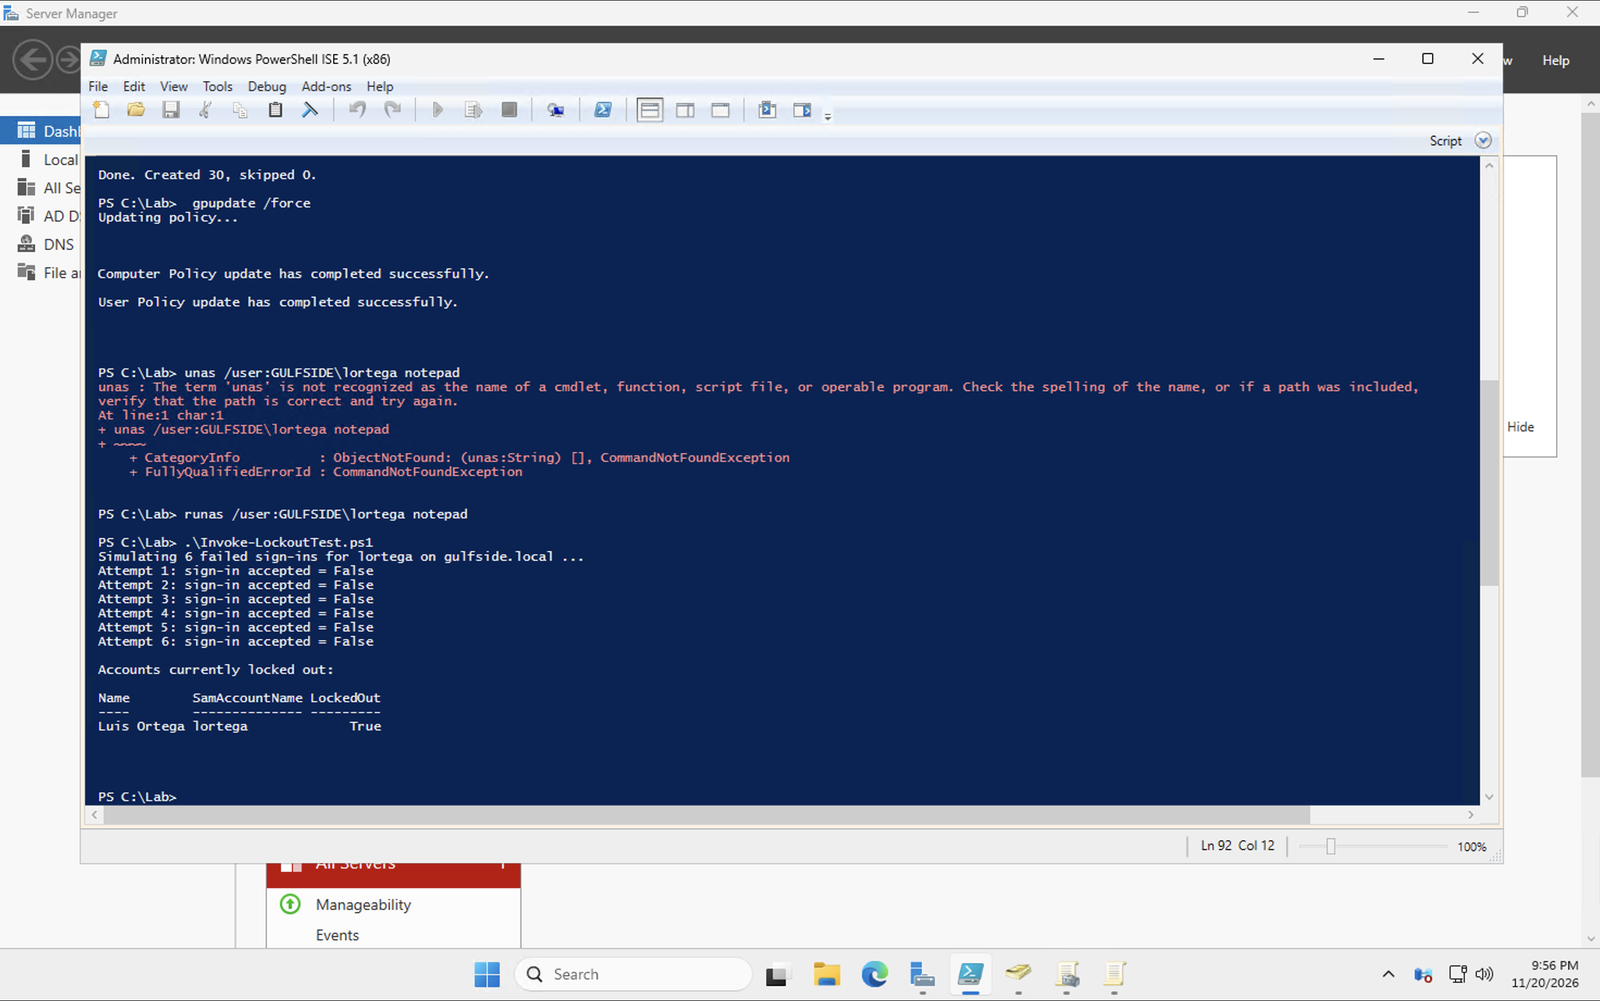 Server Manager
Administrator: Windows PowerShell ISE 5.1 (x86)
Help
File Edit View Tools Debug Add-ons Help
Script
Dashb
Local
All Se
AD D
DNS
File a
Done. Created 30, skipped 0.
PS C:\Lab>  gpupdate /force
Updating policy...
Computer Policy update has completed successfully.
User Policy update has completed successfully.
PS C:\Lab> unas /user:GULFSIDE\lortega notepad
unas : The term 'unas' is not recognized as the name of a cmdlet, function, script file, or operable program. Check the spelling of the name, or if a path was included,
verify that the path is correct and try again.
At line:1 char:1
+ unas /user:GULFSIDE\lortega notepad
+ ~~~~
    + CategoryInfo          : ObjectNotFound: (unas:String) [], CommandNotFoundException
    + FullyQualifiedErrorId : CommandNotFoundException
PS C:\Lab> runas /user:GULFSIDE\lortega notepad
PS C:\Lab> .\Invoke-LockoutTest.ps1
Simulating 6 failed sign-ins for lortega on gulfside.local ...
Attempt 1: sign-in accepted = False
Attempt 2: sign-in accepted = False
Attempt 3: sign-in accepted = False
Attempt 4: sign-in accepted = False
Attempt 5: sign-in accepted = False
Attempt 6: sign-in accepted = False
Accounts currently locked out:
Name        SamAccountName LockedOut
----        -------------- ---------
Luis Ortega lortega             True
PS C:\Lab>
Hide
Ln 92 Col 12
100%
All Servers
Manageability
Events
Search
9:56 PM
11/20/2026